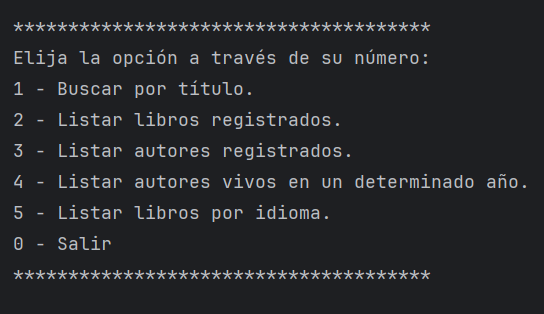 **************************************
Elija la opción a través de su número:
1 - Buscar por título.
2 - Listar libros registrados.
3 - Listar autores registrados.
4 - Listar autores vivos en un determinado año.
5 - Listar libros por idioma.
0 - Salir
**************************************